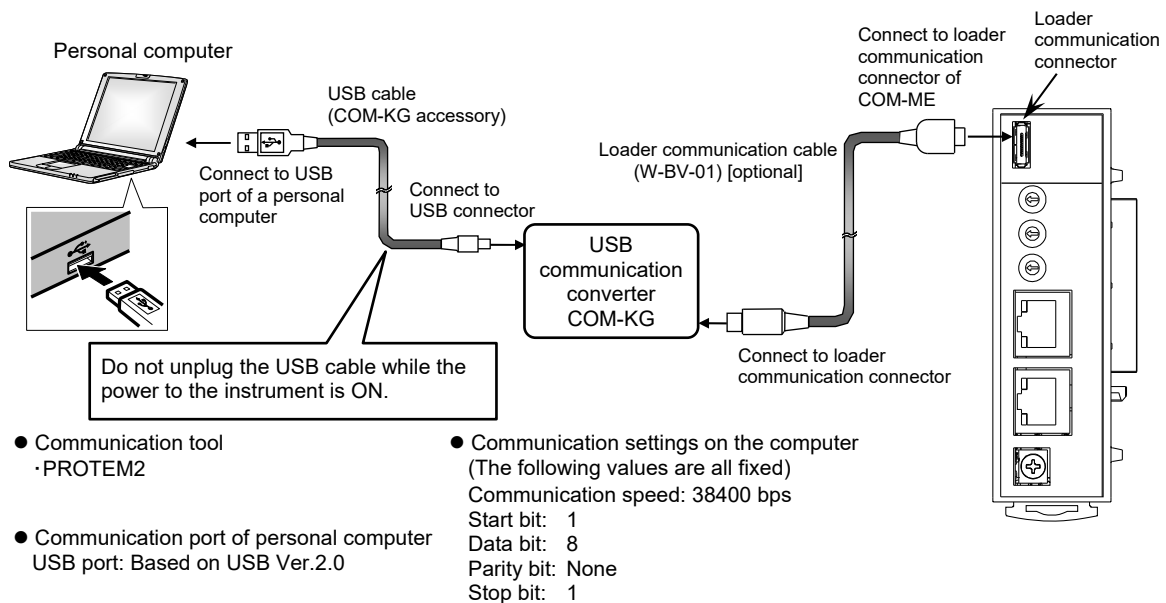 Personal computer
USB cable
(COM-KG accessory)
Connect to USB
port of a personal
computer
Connect to
USB connector
Do not unplug the USB cable while the
power to the instrument is ON.
USB
communication
converter
COM-KG
Loader communication cable
(W-BV-01) [optional]
Connect to loader
communication
connector of
COM-ME
Loader
communication
connector
Connect to loader
communication connector
● Communication tool
·PROTEM2
● Communication port of personal computer
USB port: Based on USB Ver.2.0
● Communication settings on the computer
(The following values are all fixed)
Communication speed: 38400 bps
Start bit: 1
Data bit: 8
Parity bit: None
Stop bit: 1